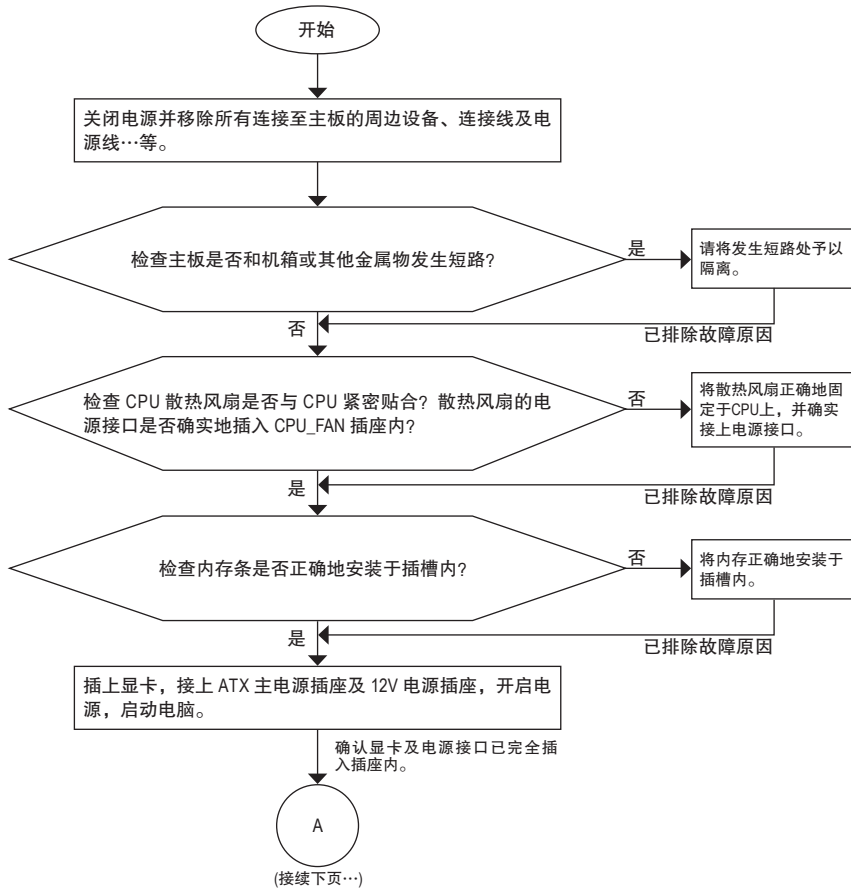 开始
关闭电源并移除所有连接至主板的周边设备、连接线及电
源线…等。
检查主板是否和机箱或其他金属物发生短路?
是
请将发生短路处予以
隔离。
否
已排除故障原因
检查 CPU 散热风扇是否与 CPU 紧密贴合? 散热风扇的电
源接口是否确实地插入 CPU_FAN 插座内?
否
将散热风扇正确地固
定于CPU上，并确实
接上电源接口。
是
已排除故障原因
检查内存条是否正确地安装于插槽内?
否
将内存正确地安装于
插槽内。
是
已排除故障原因
插上显卡，接上 ATX 主电源插座及 12V 电源插座，开启电
源，启动电脑。
确认显卡及电源接口已完全插
入插座内。
A
(接续下页…)